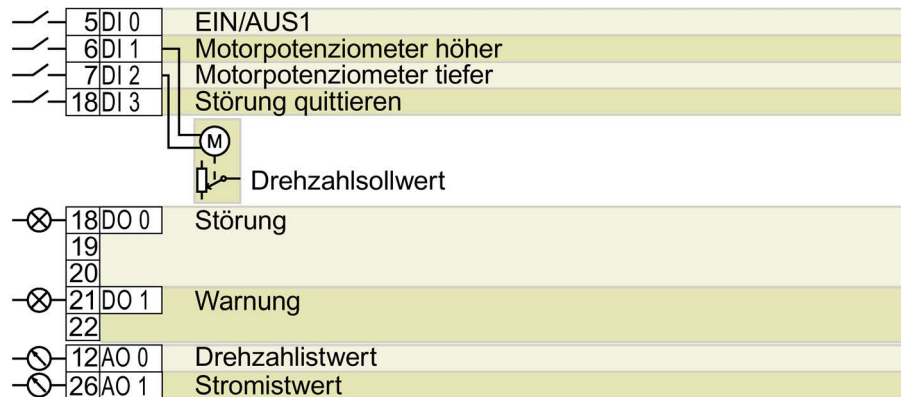 5 DI 0 EIN/AUS1
6 DI 1 Motorpotenziometer höher
7 DI 2 Motorpotenziometer tiefer
18 DI 3 Störung quittieren
M
Drehzahlsollwert
18 DO 0 Störung
19
20
21 DO 1 Warnung
22
12 AO 0 Drehzahlistwert
26 AO 1 Stromistwert